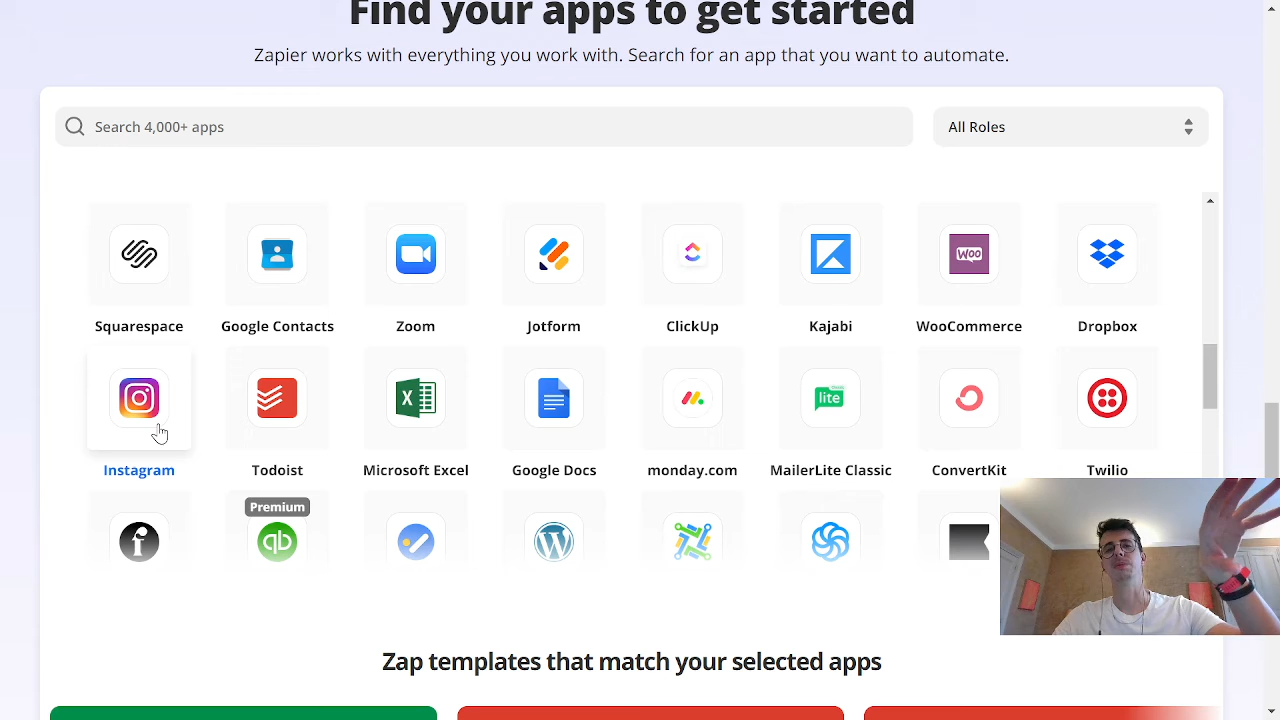 Find your apps to get started
Zapier works with everything you work with. Search for an app that you want to automate.
Search 4,000+ apps
All Roles
WOO
Squarespace Google Contacts Zoom Jotform ClickUp Kajabi WooCommerce Dropbox
lite
Instagram Todoist Microsoft Excel Google Docs monday.com MailerLite Classic ConvertKit Twilio
Premium
qb
Zap templates that match your selected apps